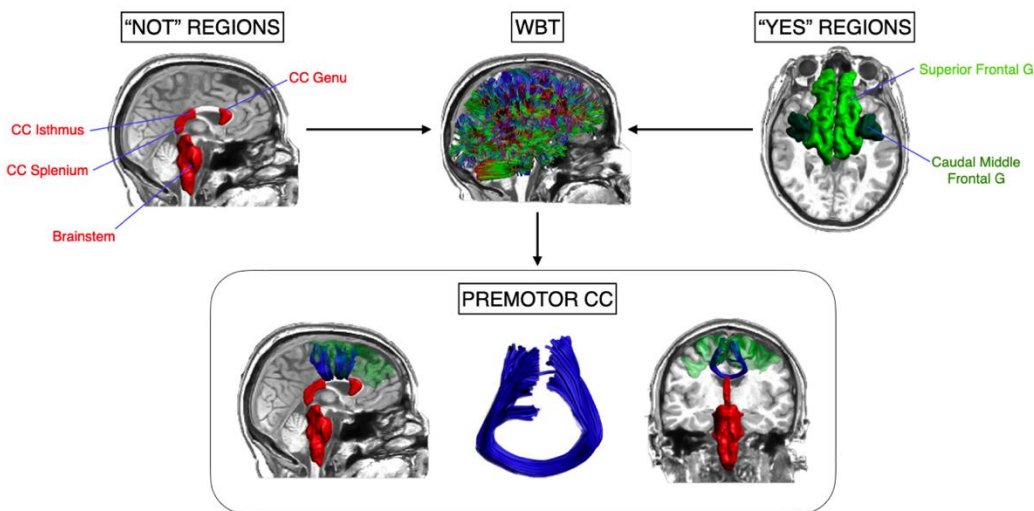 “NOT” REGIONS
WBT
“YES” REGIONS
CC Genu
CC Isthmus
CC Splenium
Brainstem
Superior Frontal G
Caudal Middle
Frontal G
PREMOTOR CC